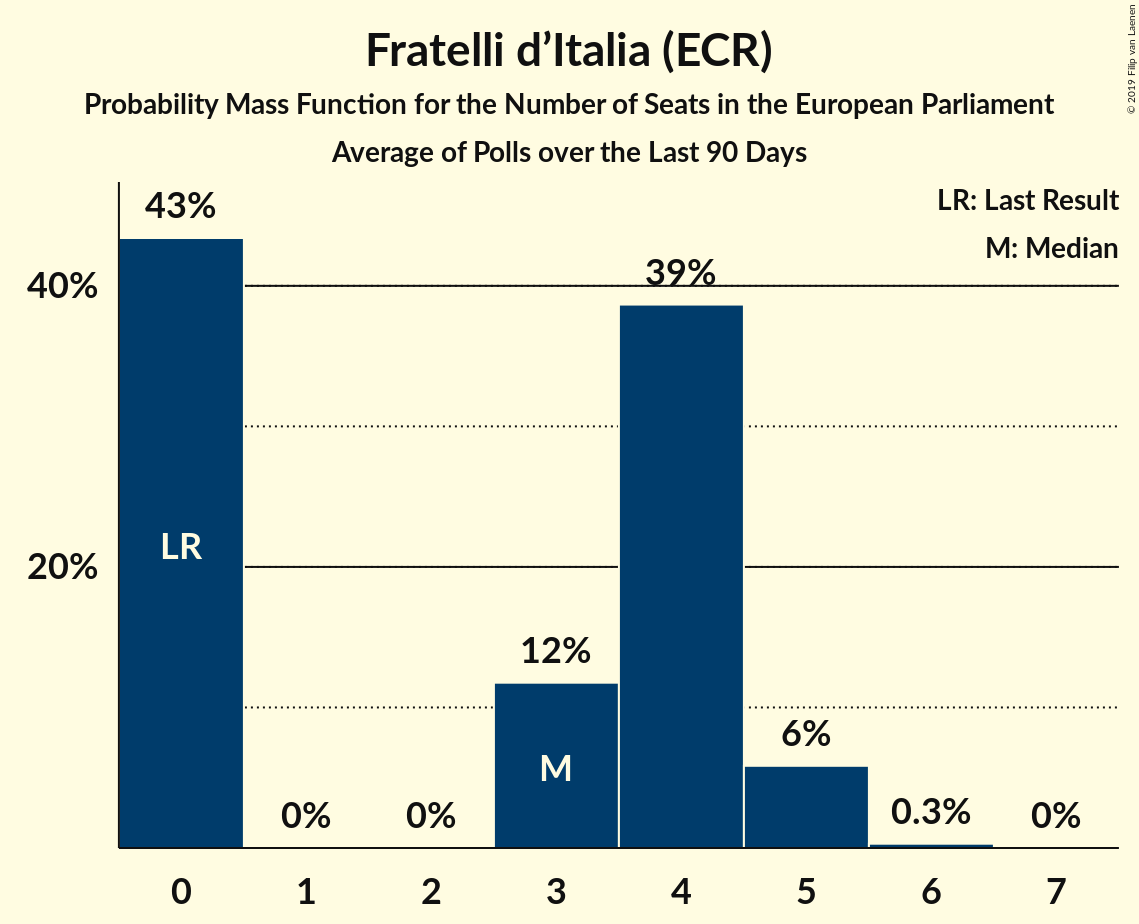 Fratelli d’Italia (ECR)
Probability Mass Function for the Number of Seats in the European Parliament
Average of Polls over the Last 90 Days
© 2019 Filip van Laenen
LR: Last Result
M: Median
43%
40%
39%
LR
20%
12%
M
6%
0% 0% 0.3% 0%
0 1 2 3 4 5 6 7